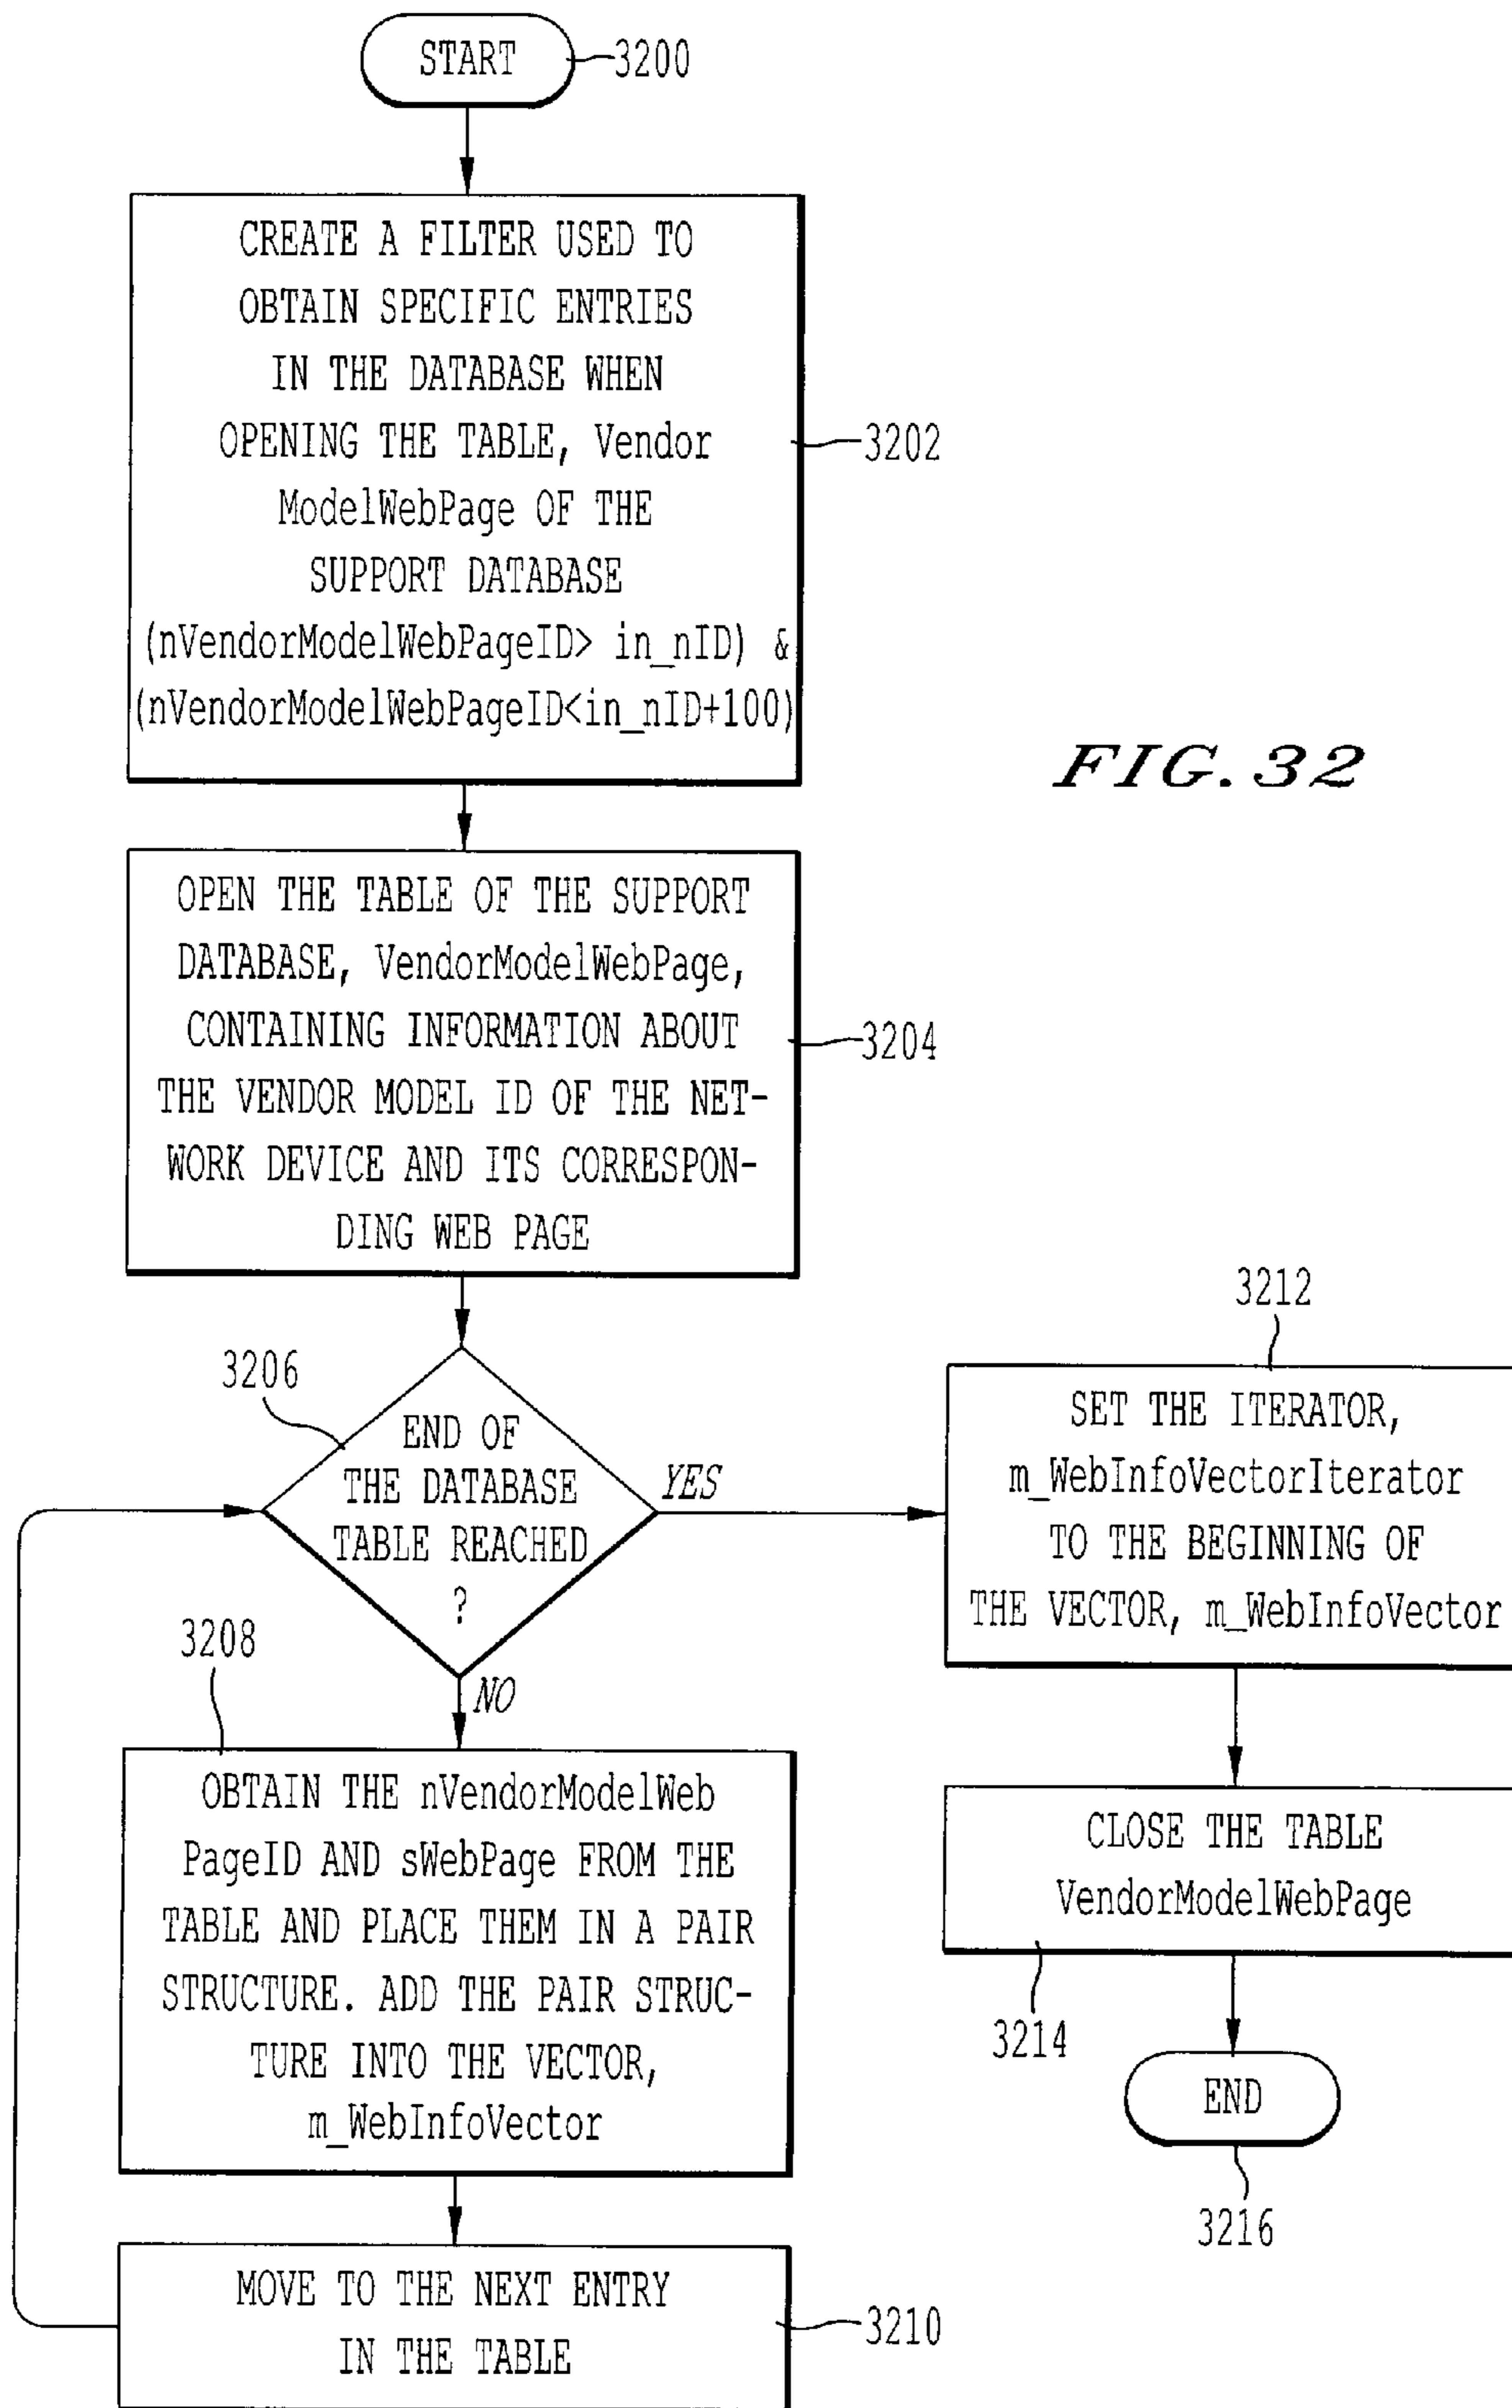 START
3200
CREATE A FILTER USED TO
OBTAIN SPECIFIC ENTRIES
IN THE DATABASE WHEN
OPENING THE TABLE, Vendor
ModelWebPage OF THE
SUPPORT DATABASE
(nVendorModelWebPageID> in_nID) &
(nVendorModelWebPageID<in_nID+100)
3202
FIG. 32
OPEN THE TABLE OF THE SUPPORT
DATABASE, VendorModelWebPage,
CONTAINING INFORMATION ABOUT
THE VENDOR MODEL ID OF THE NET-
WORK DEVICE AND ITS CORRESPON-
DING WEB PAGE
3204
3206
END OF
THE DATABASE
TABLE REACHED
?
YES
NO
3208
OBTAIN THE nVendorModelWeb
PageID AND sWebPage FROM THE
TABLE AND PLACE THEM IN A PAIR
STRUCTURE. ADD THE PAIR STRUC-
TURE INTO THE VECTOR,
m_WebInfoVector
MOVE TO THE NEXT ENTRY
IN THE TABLE
3210
3212
SET THE ITERATOR,
m_WebInfoVectorIterator
TO THE BEGINNING OF
THE VECTOR, m_WebInfoVector
CLOSE THE TABLE
VendorModelWebPage
3214
END
3216